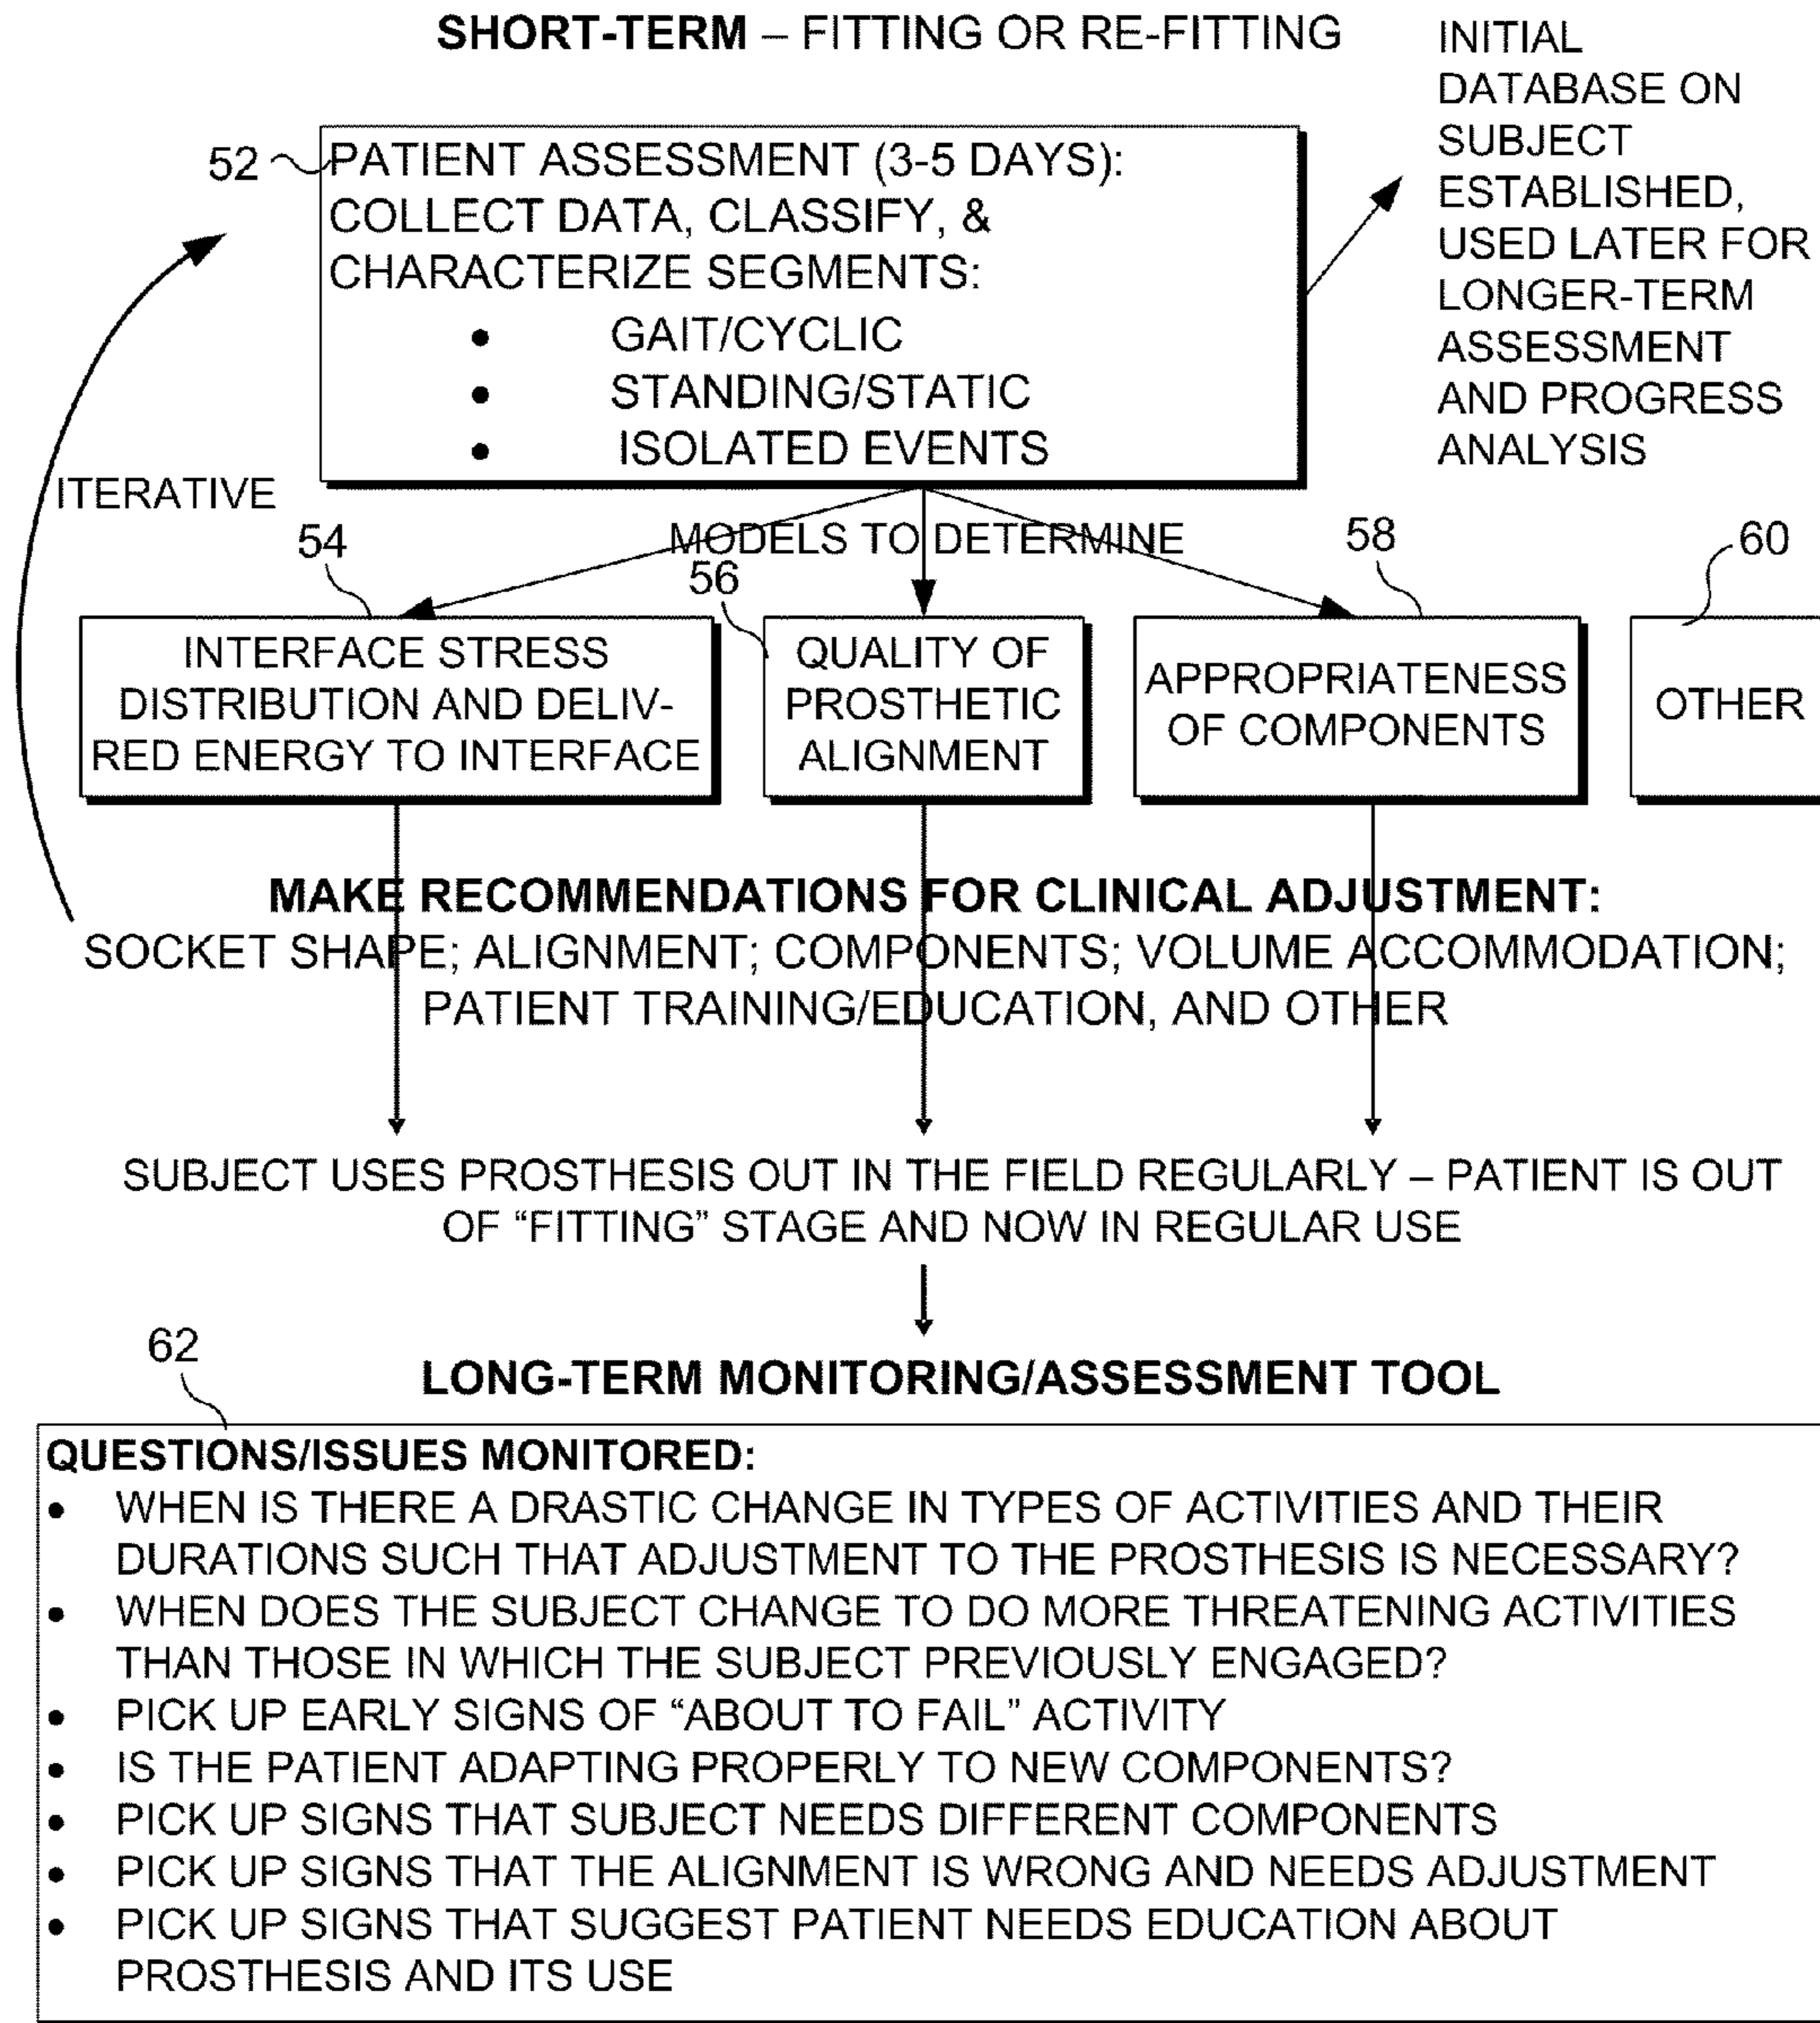 SHORT-TERM – FITTING OR RE-FITTING
INITIAL
DATABASE ON
SUBJECT
ESTABLISHED,
USED LATER FOR
LONGER-TERM
ASSESSMENT
AND PROGRESS
ANALYSIS
52
PATIENT ASSESSMENT (3-5 DAYS):
COLLECT DATA, CLASSIFY, &
CHARACTERIZE SEGMENTS:
• GAIT/CYCLIC
• STANDING/STATIC
• ISOLATED EVENTS
ITERATIVE
MODELS TO DETERMINE
54
INTERFACE STRESS
DISTRIBUTION AND DELIV-
RED ENERGY TO INTERFACE
56
QUALITY OF
PROSTHETIC
ALIGNMENT
58
APPROPRIATENESS
OF COMPONENTS
60
OTHER
MAKE RECOMMENDATIONS FOR CLINICAL ADJUSTMENT:
SOCKET SHAPE; ALIGNMENT; COMPONENTS; VOLUME ACCOMMODATION;
PATIENT TRAINING/EDUCATION, AND OTHER
SUBJECT USES PROSTHESIS OUT IN THE FIELD REGULARLY – PATIENT IS OUT
OF “FITTING” STAGE AND NOW IN REGULAR USE
62
LONG-TERM MONITORING/ASSESSMENT TOOL
QUESTIONS/ISSUES MONITORED:
• WHEN IS THERE A DRASTIC CHANGE IN TYPES OF ACTIVITIES AND THEIR
DURATIONS SUCH THAT ADJUSTMENT TO THE PROSTHESIS IS NECESSARY?
• WHEN DOES THE SUBJECT CHANGE TO DO MORE THREATENING ACTIVITIES
THAN THOSE IN WHICH THE SUBJECT PREVIOUSLY ENGAGED?
• PICK UP EARLY SIGNS OF “ABOUT TO FAIL” ACTIVITY
• IS THE PATIENT ADAPTING PROPERLY TO NEW COMPONENTS?
• PICK UP SIGNS THAT SUBJECT NEEDS DIFFERENT COMPONENTS
• PICK UP SIGNS THAT THE ALIGNMENT IS WRONG AND NEEDS ADJUSTMENT
• PICK UP SIGNS THAT SUGGEST PATIENT NEEDS EDUCATION ABOUT
PROSTHESIS AND ITS USE